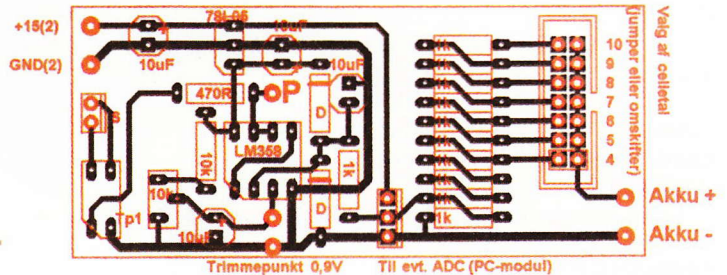 +15(2)
78L05
10uF
10uF
10uF
GND(2)
470R
P
S
D
LM358
10k
10k
1k
Tp1
D
10uF
Trimmepunkt 0,9V
Til evt. ADC (PC-modul)
1k
10
9
8
7
6
5
4
Valg af celletal
(jumper eller omskifter)
Akku +
Akku -